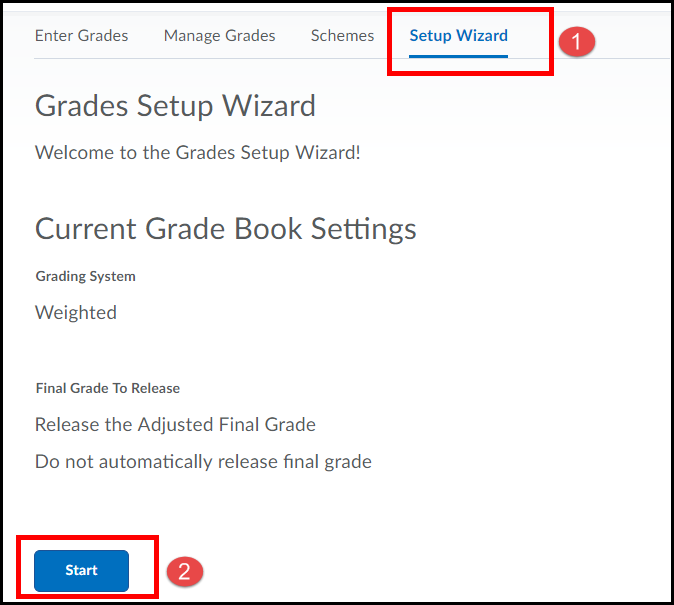 Enter Grades Manage Grades Schemes Setup Wizard 1
Grades Setup Wizard
Welcome to the Grades Setup Wizard!
Current Grade Book Settings
Grading System
Weighted
Final Grade To Release
Release the Adjusted Final Grade
Do not automatically release final grade
Start 2